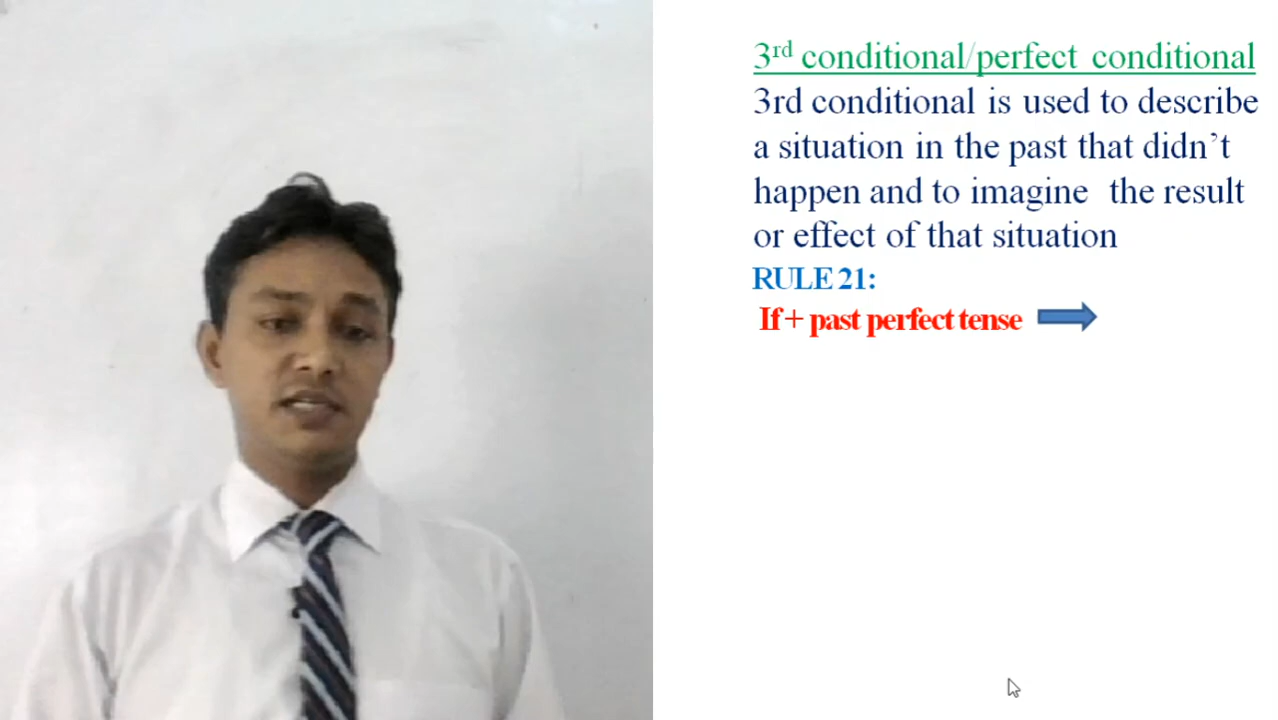 3rd conditional/perfect conditional
3rd conditional is used to describe
a situation in the past that didn’t
happen and to imagine the result
or effect of that situation
RULE 21:
If + past perfect tense